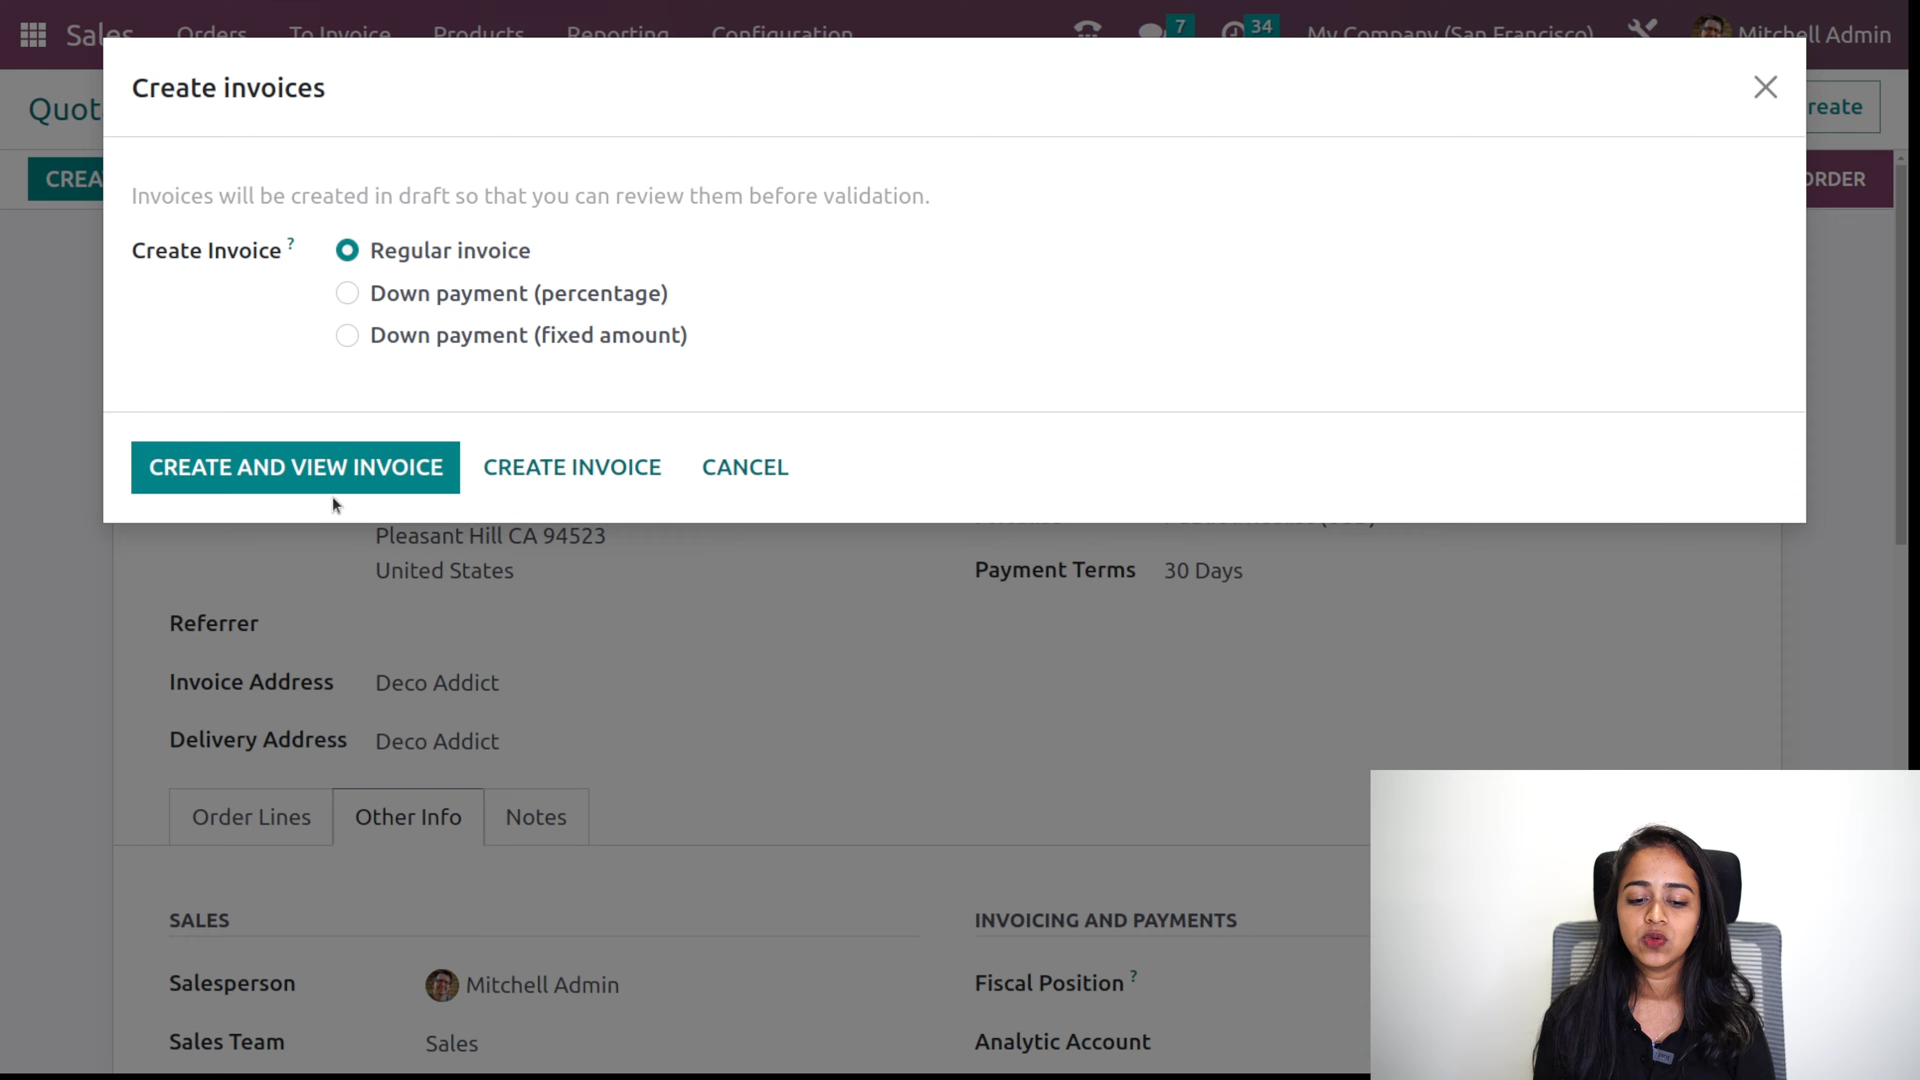 Sales Orders To Invoice Products Reporting Configuration 7 34 My Company (San Francisco) Mitchell Admin
Create invoices
Quot
reate
CREA
ORDER
Invoices will be created in draft so that you can review them before validation.
Create Invoice ?
Regular invoice
Down payment (percentage)
Down payment (fixed amount)
CREATE AND VIEW INVOICE CREATE INVOICE CANCEL
Pleasant Hill CA 94523
United States
Payment Terms 30 Days
Referrer
Invoice Address Deco Addict
Delivery Address Deco Addict
Order Lines Other Info Notes
SALES
INVOICING AND PAYMENTS
Salesperson Mitchell Admin
Fiscal Position ?
Sales Team Sales
Analytic Account